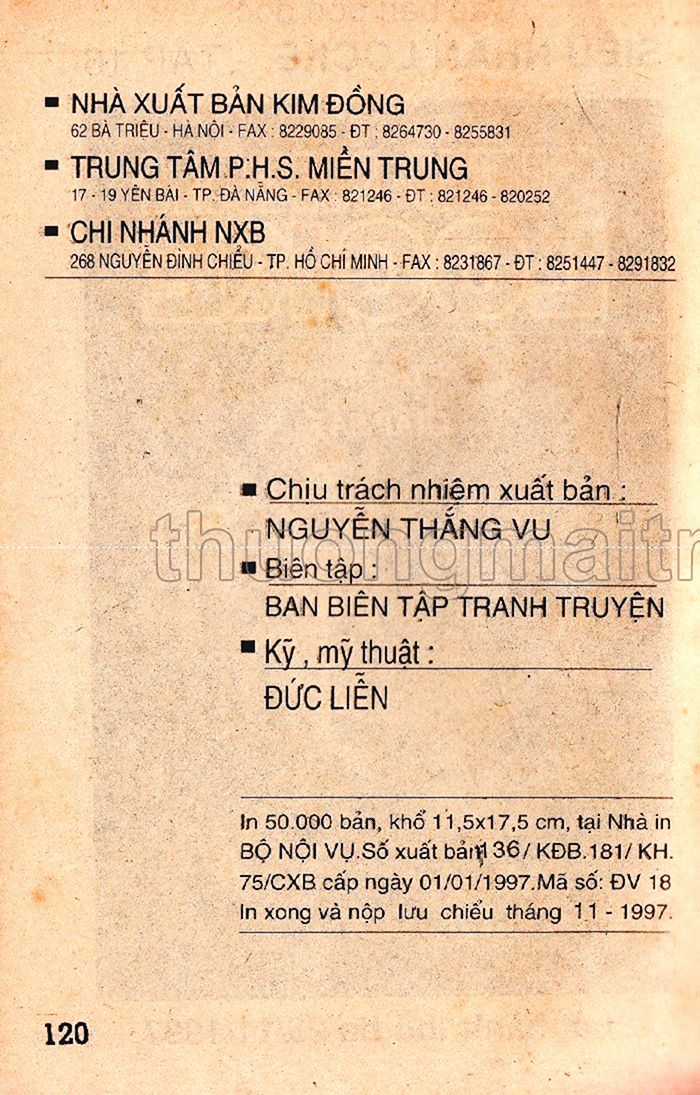 NHÀ XUẤT BẢN KIM ĐỒNG
62 BÀ TRIỆU - HÀ NỘI - FAX : 8229085 - ĐT : 8264730 - 8255831
TRUNG TÂM P.H.S. MIỀN TRUNG
17 - 19 YÊN BÁI - TP. ĐÀ NẴNG - FAX : 821246 - ĐT : 821246 - 820252
CHI NHÁNH NXB
268 NGUYỄN ĐÌNH CHIỂU - TP. HỒ CHÍ MINH - FAX : 8231867 - ĐT : 8251447 - 8291832
Chịu trách nhiệm xuất bản :
NGUYỄN THẮNG VU
thuongmaitr
Biên tập :
BAN BIÊN TẬP TRANH TRUYỆN
Kỹ , mỹ thuật :
ĐỨC LIỄN
In 50.000 bản, khổ 11,5x17,5 cm, tại Nhà in
BỘ NỘI VỤ.Số xuất bản 136/ KĐB.181/ KH.
75/CXB cấp ngày 01/01/1997.Mã số: ĐV 18
In xong và nộp lưu chiểu tháng 11 - 1997.
120